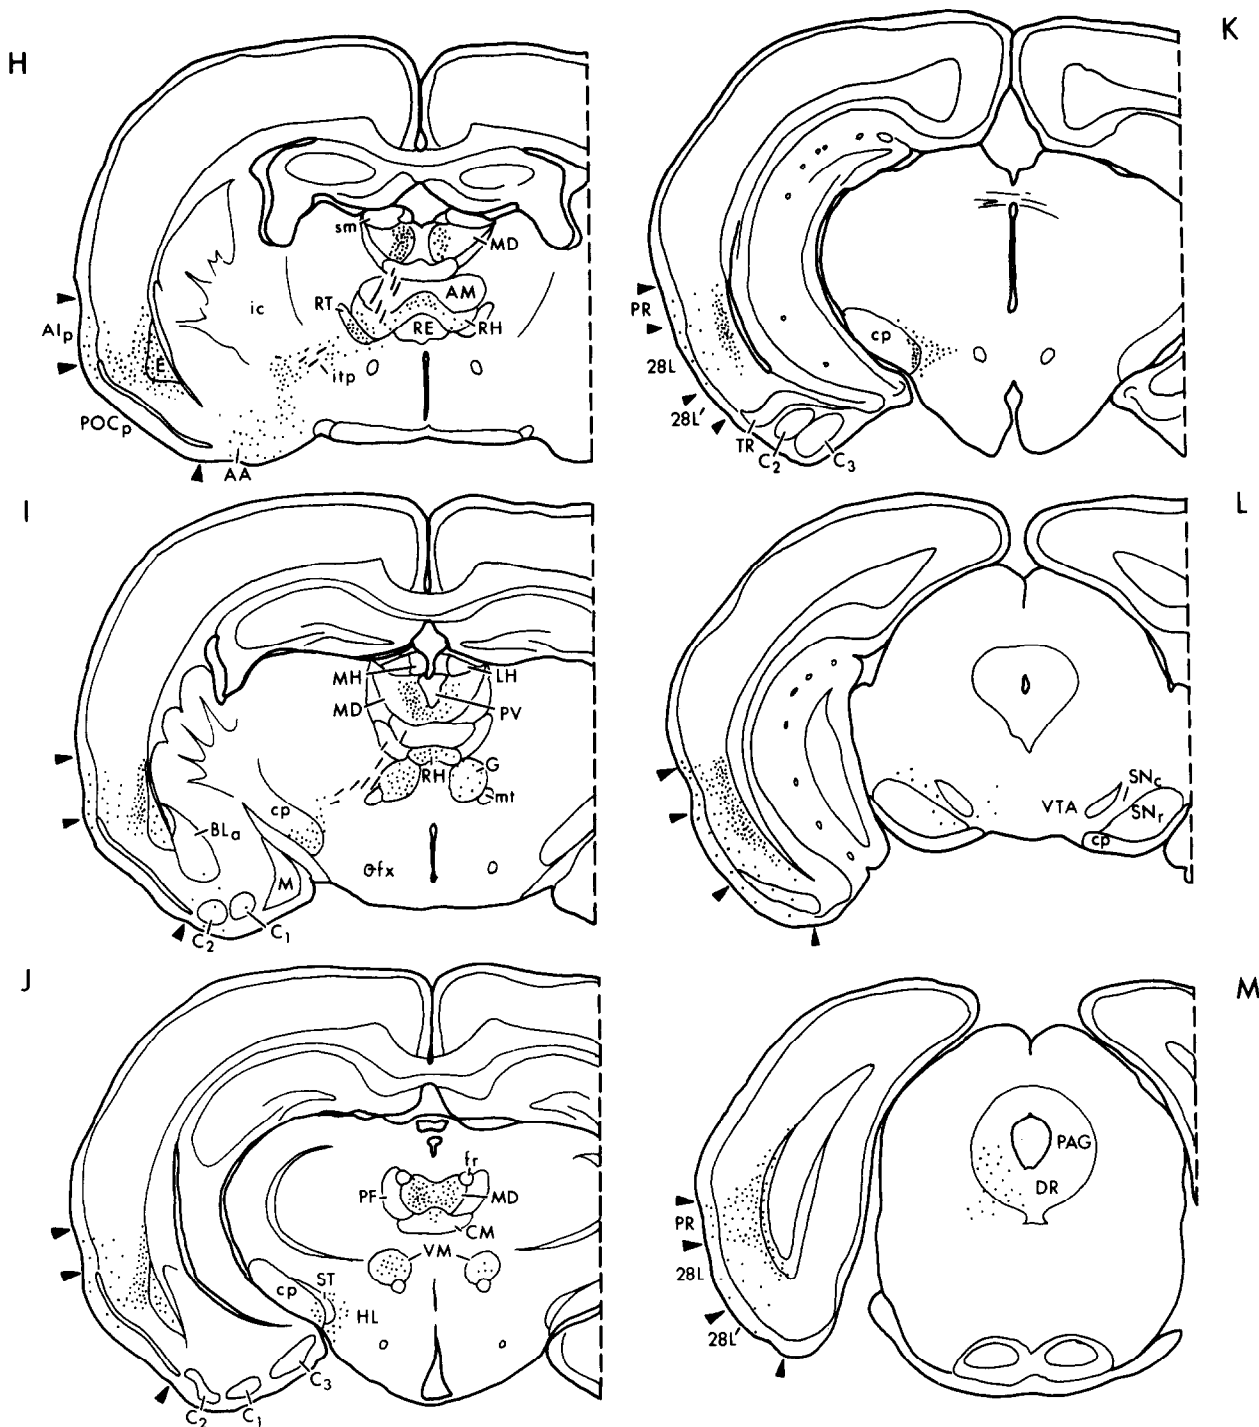 H
sm
MD
AM
RT
RE
RH
ic
AIp
E
itp
POCp
AA
I
MH
LH
MD
PV
RH
G
mt
cp
BLa
fx
M
C2
C1
J
fr
PF
MD
CM
VM
ST
cp
HL
C3
C2
C1
K
PR
cp
28L
28L'
TR
C2
C3
L
SNc
VTA
SNr
cp
M
PAG
PR
DR
28L
28L'